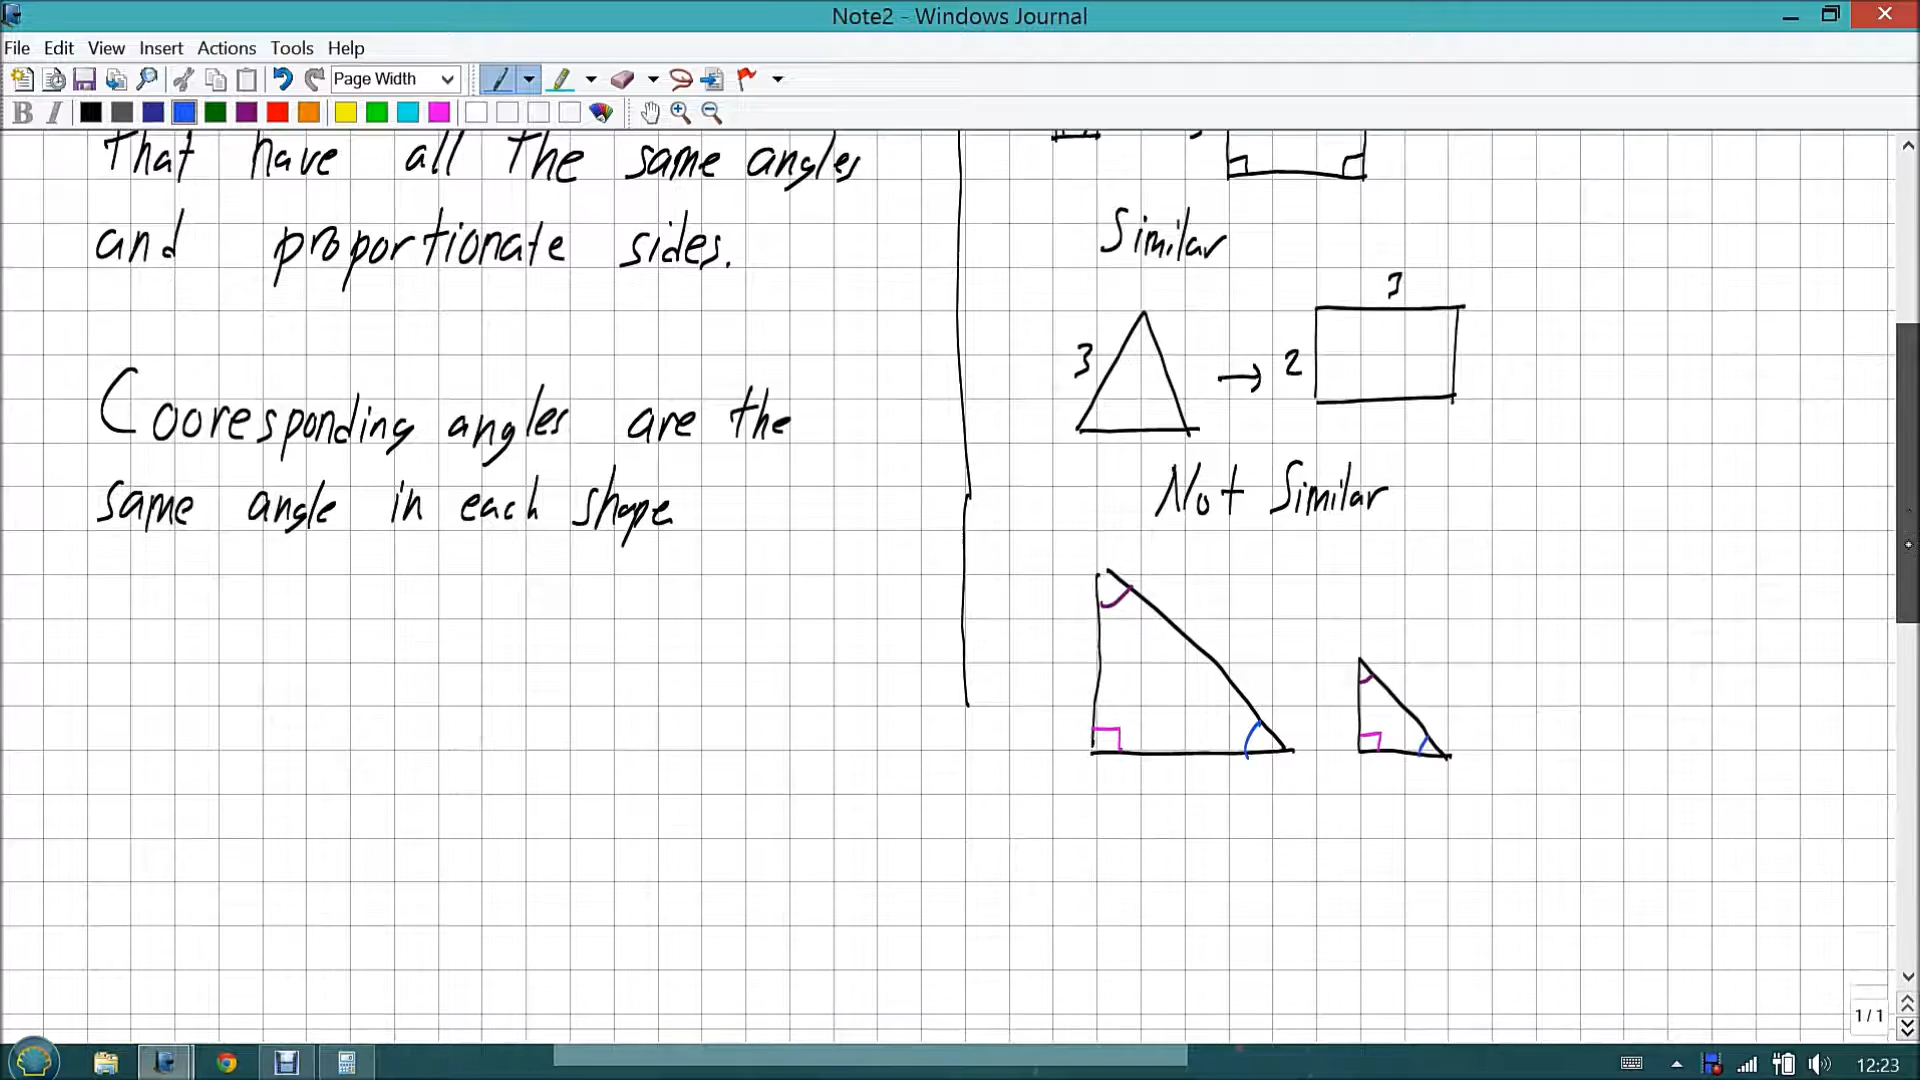 Note2 - Windows Journal
File Edit View Insert Actions Tools Help
Page Width
B I
That have all the same angles
and proportionate sides.
Cooresponding angles are the
same angle in each shape
Similar
3
3 → 2
Not Similar
1 / 1
12:23